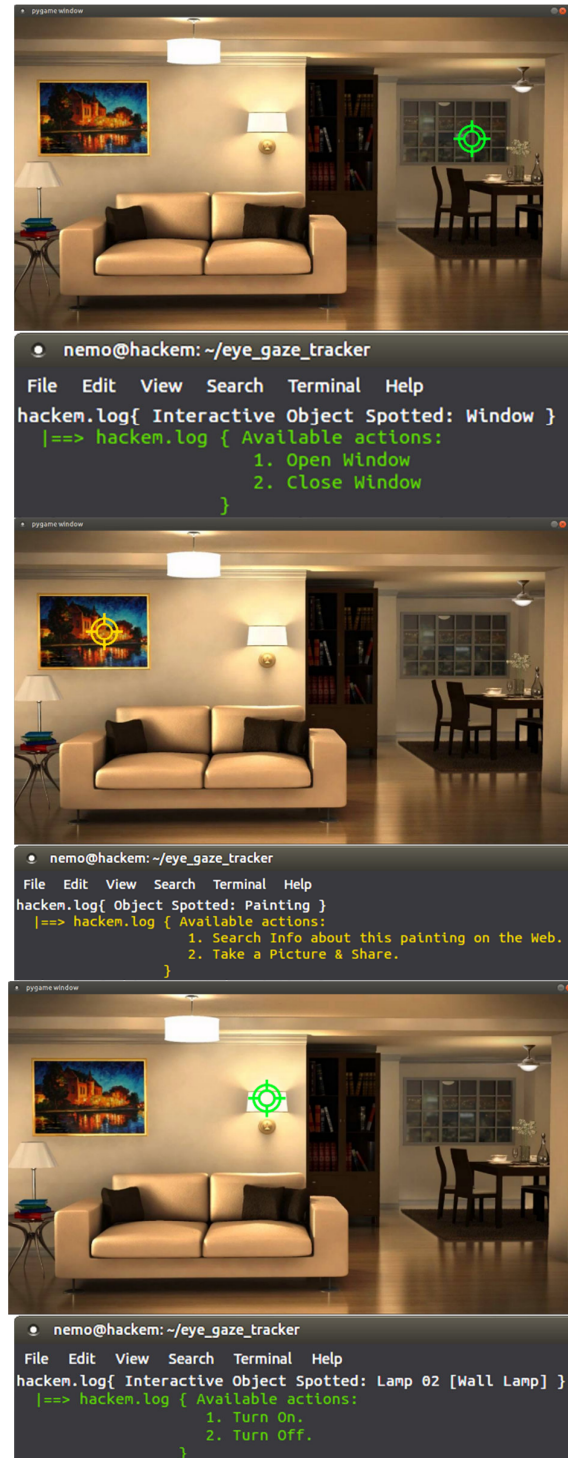 pygame window
nemo@hackem: ~/eye_gaze_tracker
File Edit View Search Terminal Help
hackem.log{ Interactive Object Spotted: Window }
|==> hackem.log { Available actions:
1. Open Window
2. Close Window
}
pygame window
nemo@hackem: ~/eye_gaze_tracker
File Edit View Search Terminal Help
hackem.log{ Object Spotted: Painting }
|==> hackem.log { Available actions:
1. Search Info about this painting on the Web.
2. Take a Picture & Share.
}
pygame window
nemo@hackem: ~/eye_gaze_tracker
File Edit View Search Terminal Help
hackem.log{ Interactive Object Spotted: Lamp 02 [Wall Lamp] }
|==> hackem.log { Available actions:
1. Turn On.
2. Turn Off.
}